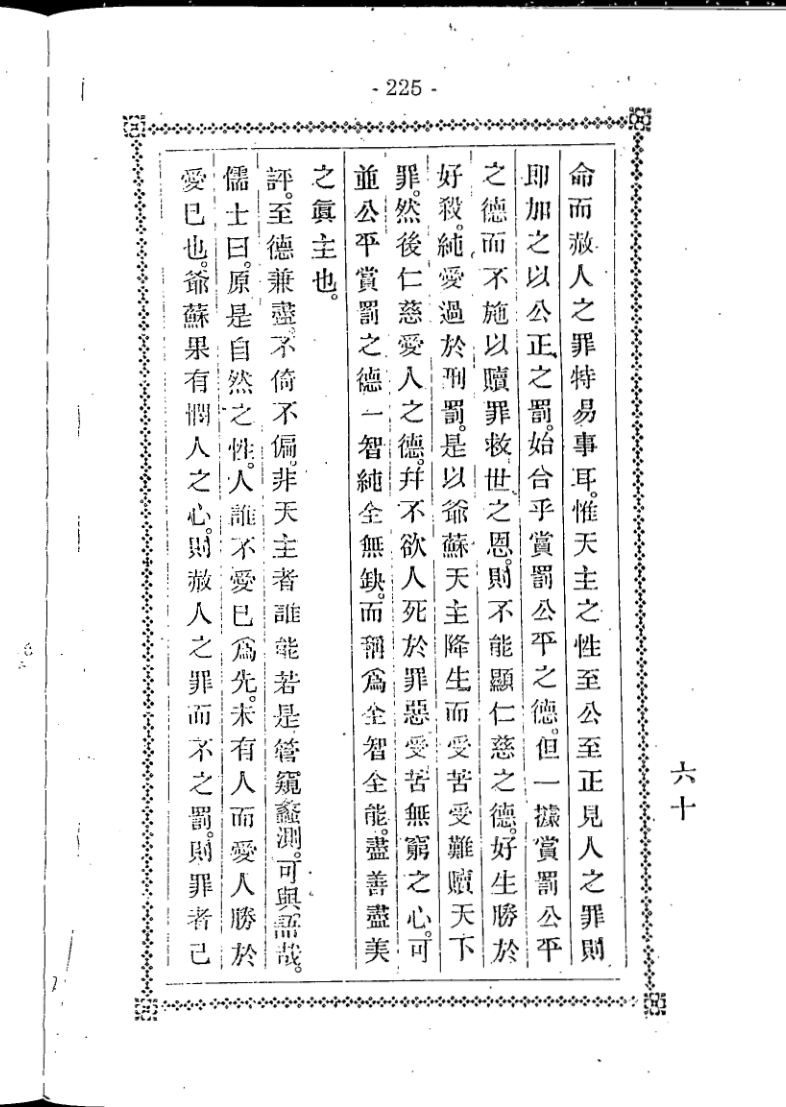 - 225 -
命而赦人之罪特易事耳。惟天主之性至公至正見人之罪則
即加之以公正之罰。始合乎賞罰公平之德。但一據賞罰公平
之德而不施以贖罪救世之恩。則不能顯仁慈之德。好生勝於
好殺。純愛過於刑罰。是以爺蘇天主降生而受苦受難贖天下
罪。然後仁慈愛人之德。幷不欲人死於罪惡受苦無窮之心。可
並公平賞罰之德一智純全無缺。而稱爲全智全能。盡善盡美
之眞主也。
評。至德兼盡。不倚不偏。非天主者誰能若是管窺蠡測。可與語哉。
儒士曰。原是自然之性。人誰不愛已爲先。未有人而愛人勝於
愛已也。爺蘇果有憫人之心。則赦人之罪而不之罰。則罪者己
六十